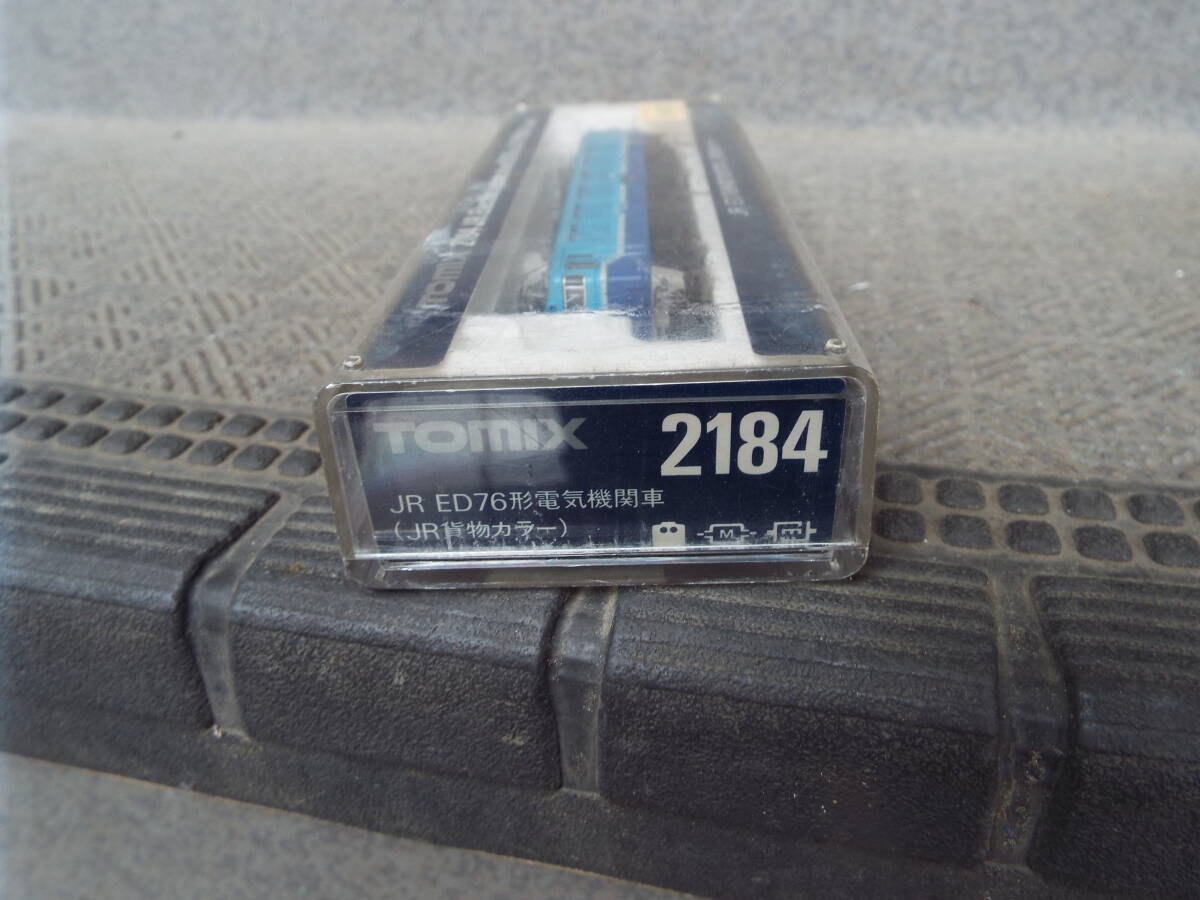 TOMIX 2184
JR ED76形電気機関車
(JR貨物カラー)
M
TOMIX